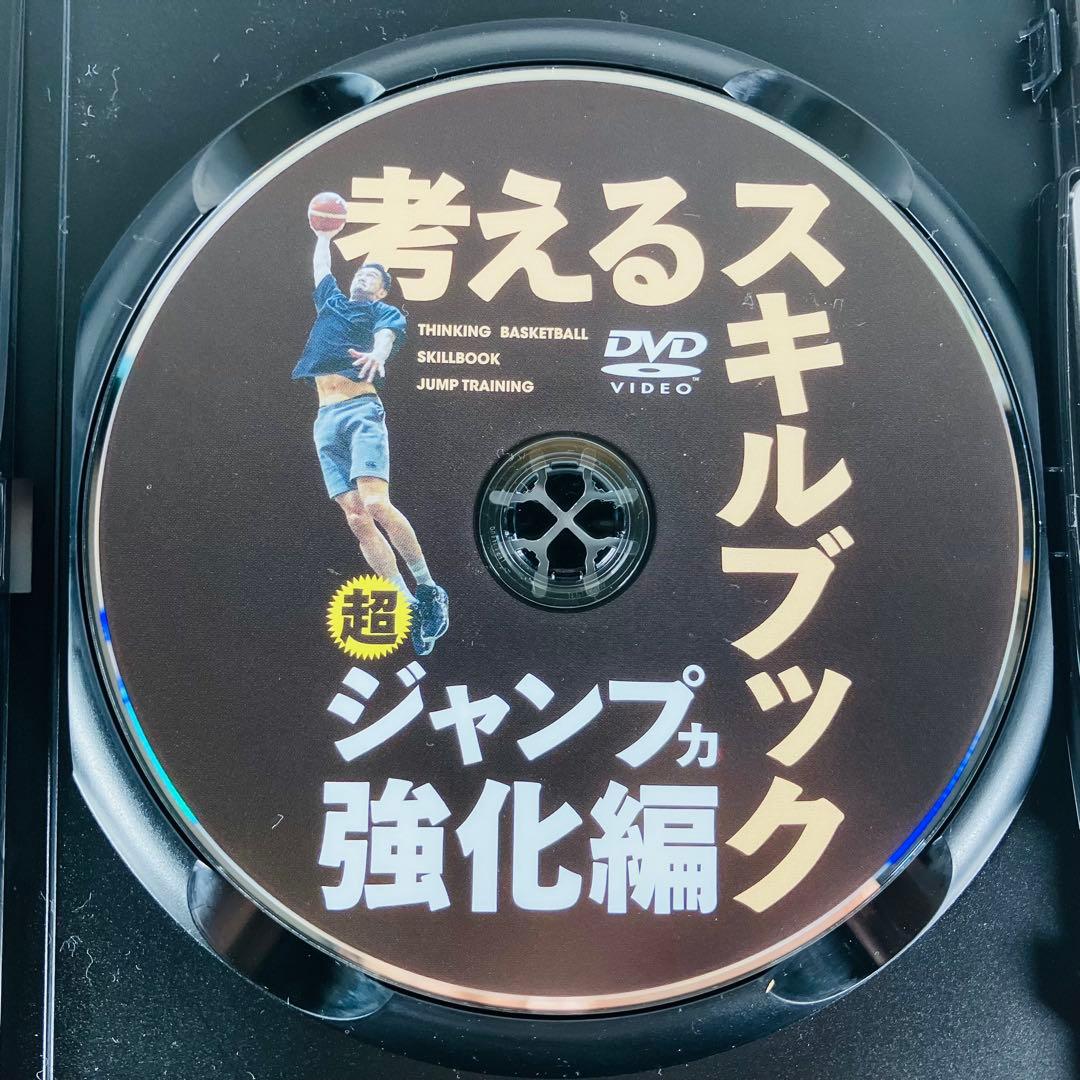 考える
スキルブック
THINKING BASKETBALL
SKILLBOOK
JUMP TRAINING
DVD
VIDEO
TM
超
ジャンプ力
強化編